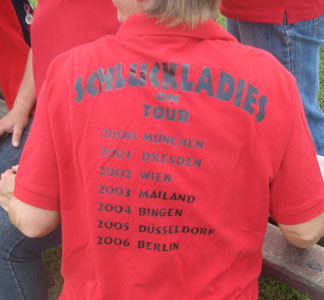 SCHLUCKLADIES
ON
TOUR
2000 MÜNCHEN
2001 DRESDEN
2002 WIEN
2003 MAILAND
2004 BINGEN
2005 DÜSSELDORF
2006 BERLIN